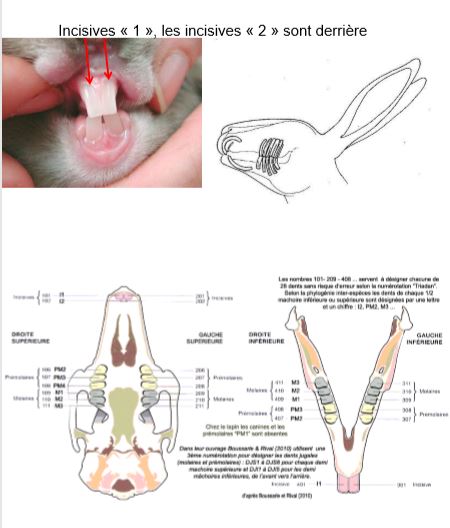 Incisives « 1 », les incisives « 2 » sont derrière
Les nombres 101- 209 - 408 ... servent à désigner chacune de
28 dents sans risque d'erreur selon la numérotation "Triadan".
Selon la phylogénie inter-espèces les dents de chaque 1/2
machoire inférieure ou supérieure sont désignées par une lettre
et un chiffre : I2, PM2, M3 ...
Incisives
101 I1
102 I2
201
202
Incisives
DROITE
SUPÉRIEURE
GAUCHE
SUPÉRIEURE
DROITE
INFÉRIEURE
GAUCHE
INFÉRIEURE
Prémolaires
106 PM2
107 PM3
108 PM4
Molaires
109 M1
110 M2
111 M3
206
207
208
Prémolaires
209
210
211
Molaires
Molaires
411 M3
410 M2
409 M1
Prémolaires
408 PM3
407 PM2
311
310
309
Molaires
308
307
Prémolaires
Chez le lapin les canines et les
prémolaires "PM1" sont absentes
Dans leur ouvrage Boussarie & Rival (2010) utilisent une
3ème numérotation pour désigner les dents jugales
(molaires et prémolaires) : DJS1 à DJS6 pour chaque demi
machoire supérieure et DJI1 à DJI5 pour les demi
mâchoires inférieures, de l'avant vers l'arrière.
Incisive 401 I1
301 Incisive
d'après Boussarie et Rival (2010)